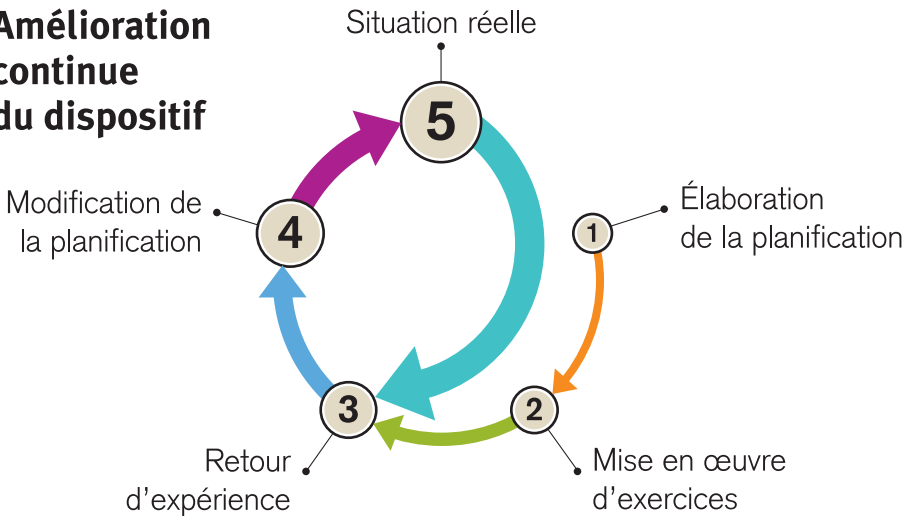 Amélioration
continue
du dispositif
Situation réelle
5
Modification de
la planification
4
Élaboration
de la planification
1
3
2
Retour
d'expérience
Mise en œuvre
d'exercices